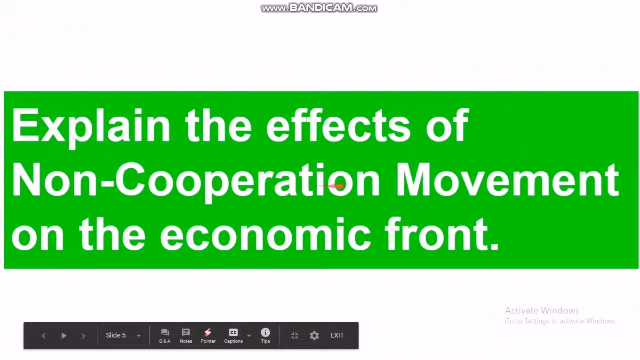 www.BANDICAM.com
Explain the effects of
Non-Cooperation Movement
on the economic front.
Activate Windows
Go to Settings to activate Windows.
Slide 5
Q & A Notes Pointer Captions Tips EXIT